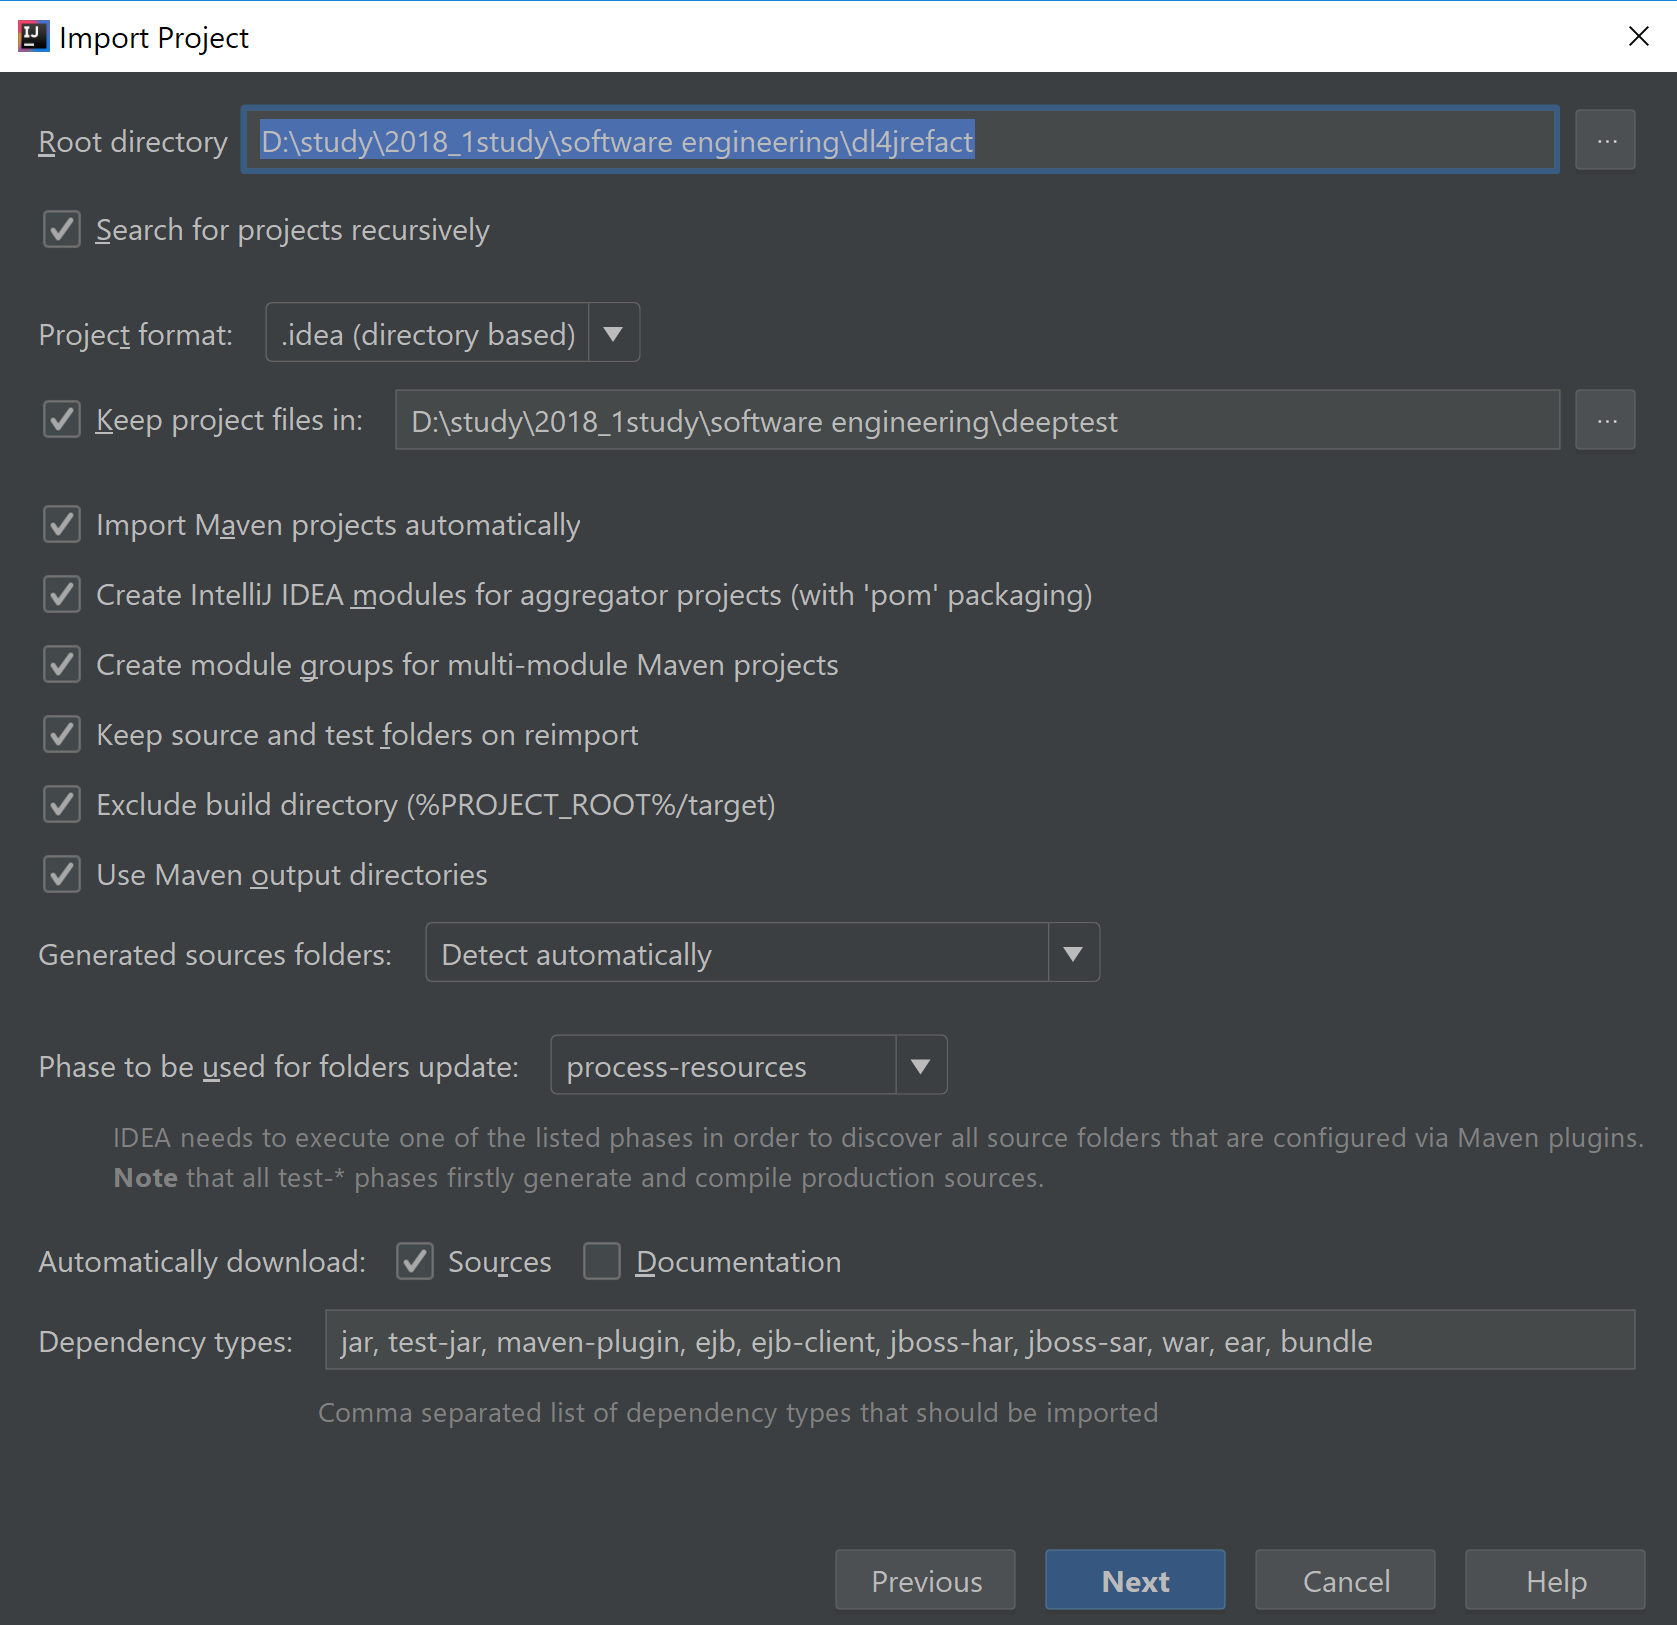 Import Project
Root directory D:\study\2018_1study\software engineering\dl4jrefact ...
Search for projects recursively
Project format: .idea (directory based)
Keep project files in: D:\study\2018_1study\software engineering\deeptest ...
Import Maven projects automatically
Create IntelliJ IDEA modules for aggregator projects (with 'pom' packaging)
Create module groups for multi-module Maven projects
Keep source and test folders on reimport
Exclude build directory (%PROJECT_ROOT%/target)
Use Maven output directories
Generated sources folders: Detect automatically
Phase to be used for folders update: process-resources
IDEA needs to execute one of the listed phases in order to discover all source folders that are configured via Maven plugins.
Note that all test-* phases firstly generate and compile production sources.
Automatically download: Sources Documentation
Dependency types: jar, test-jar, maven-plugin, ejb, ejb-client, jboss-har, jboss-sar, war, ear, bundle
Comma separated list of dependency types that should be imported
Previous Next Cancel Help